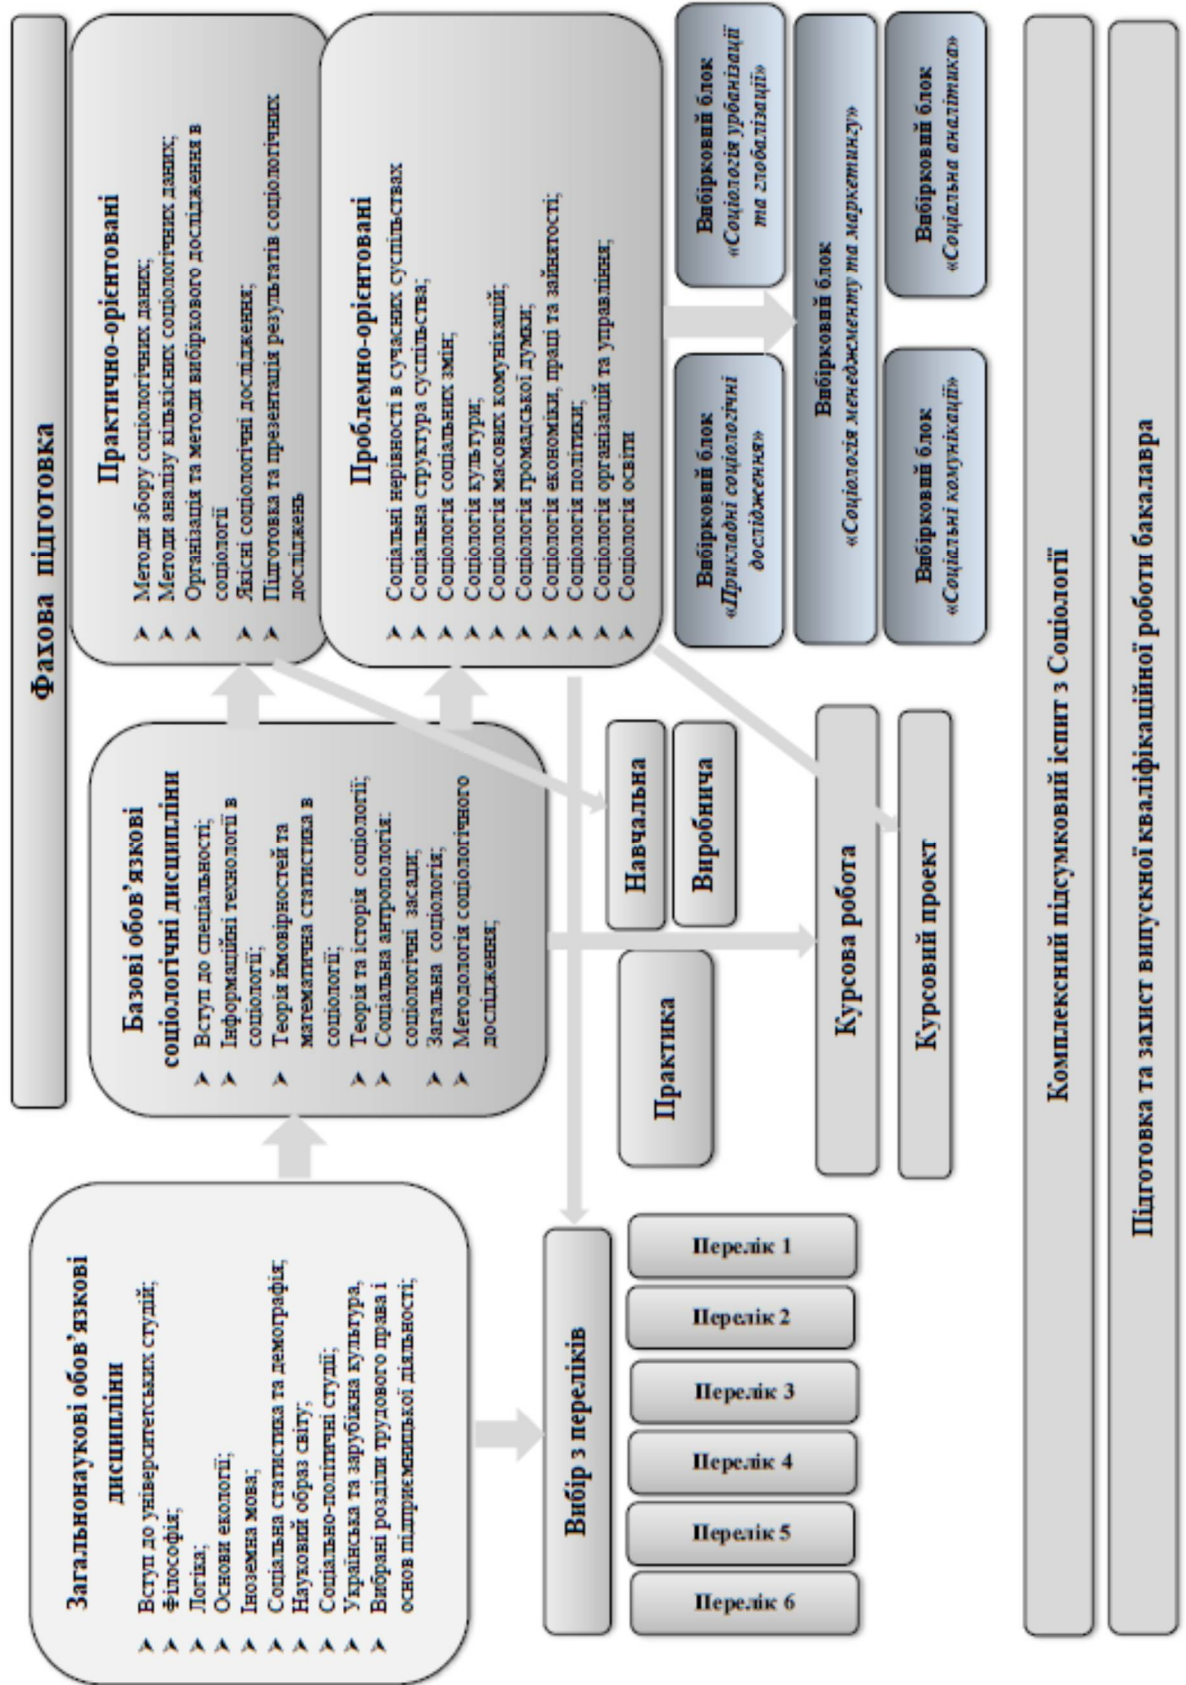 Фахова підготовка
Загальнонаукові обов’язкові
дисципліни
➤ Вступ до університетських студій;
➤ Філософія;
➤ Логіка;
➤ Основи екології;
➤ Іноземна мова;
➤ Соціальна статистика та демографія;
➤ Науковий образ світу;
➤ Соціально-політичні студії;
➤ Українська та зарубіжна культура,
➤ Вибрані розділи трудового права і
основ підприємницької діяльності;
Базові обов’язкові
соціологічні дисципліни
➤ Вступ до спеціальності;
➤ Інформаційні технології в
соціології;
➤ Теорія ймовірностей та
математична статистика в
соціології;
➤ Теорія та історія соціології;
➤ Соціальна антропологія:
соціологічні засади;
➤ Загальна соціологія;
➤ Методологія соціологічного
дослідження;
Практично-орієнтовані
➤ Методи збору соціологічних даних;
➤ Методи аналізу кількісних соціологічних даних;
➤ Організація та методи вибіркового дослідження в
соціології
➤ Якісні соціологічні дослідження;
➤ Підготовка та презентація результатів соціологічних
досліджень
Проблемно-орієнтовані
➤ Соціальні нерівності в сучасних суспільствах
➤ Соціальна структура суспільства;
➤ Соціологія соціальних змін;
➤ Соціологія культури;
➤ Соціологія масових комунікацій;
➤ Соціологія громадської думки;
➤ Соціологія економіки, праці та зайнятості;
➤ Соціологія політики;
➤ Соціологія організацій та управління;
➤ Соціологія освіти
Вибір з переліків
Перелік 6
Перелік 5
Перелік 4
Перелік 3
Перелік 2
Перелік 1
Практика
Навчальна
Виробнича
Курсова робота
Курсовий проект
Вибірковий блок
«Прикладні соціологічні
дослідження»
Вибірковий блок
«Соціологія урбанізації
та глобалізації»
Вибірковий блок
«Соціологія менеджменту та маркетингу»
Вибірковий блок
«Соціальні комунікації»
Вибірковий блок
«Соціальна аналітика»
Комплексний підсумковий іспит з Соціології
Підготовка та захист випускної кваліфікаційної роботи бакалавра